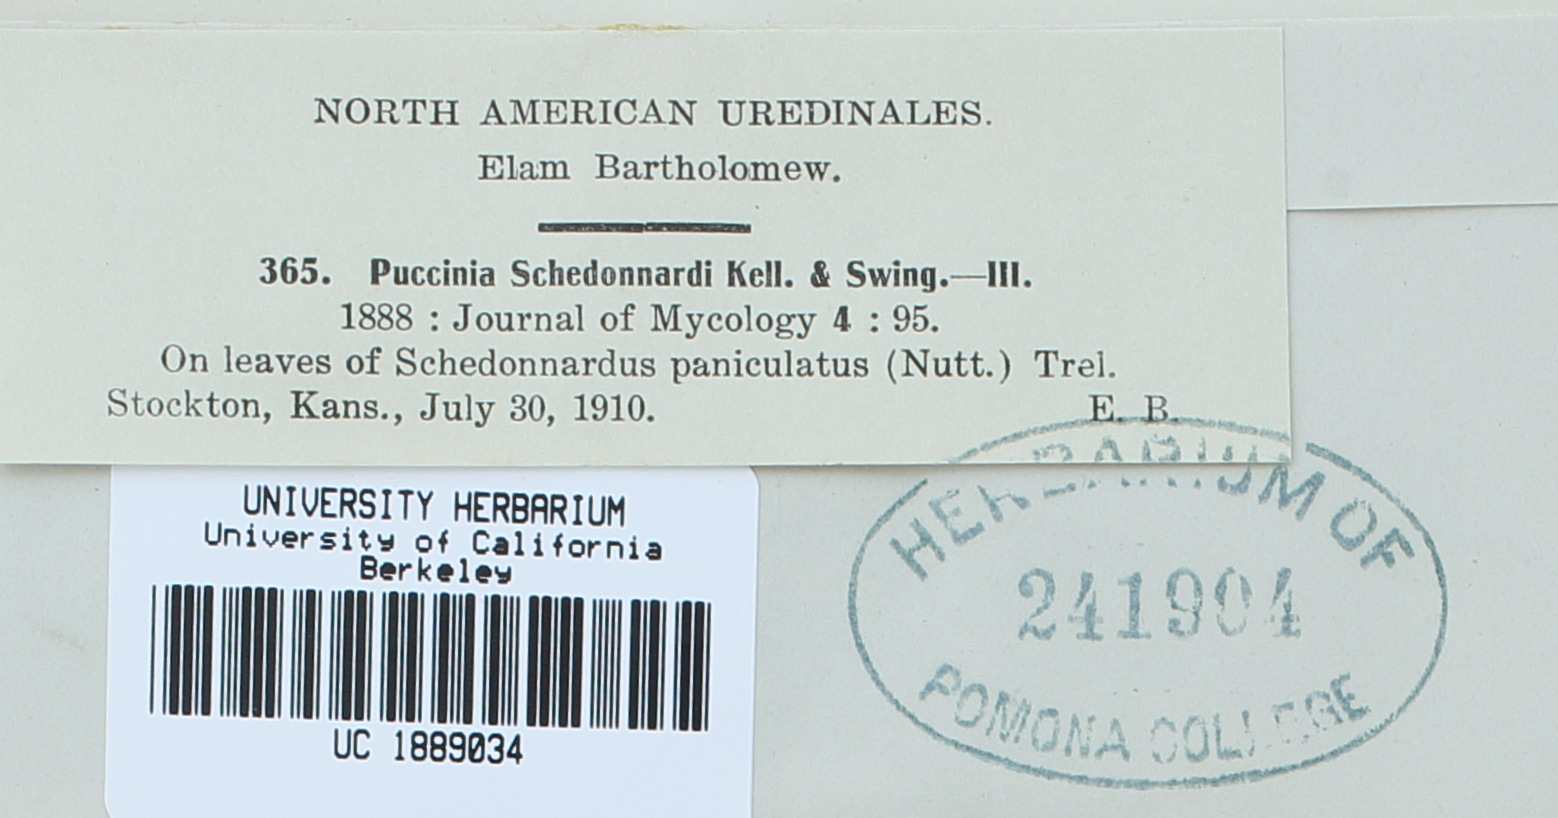 NORTH AMERICAN UREDINALES.
Elam Bartholomew.
365. Puccinia Schedonnardi Kell. & Swing.—III.
1888 : Journal of Mycology 4 : 95.
On leaves of Schedonnardus paniculatus (Nutt.) Trel.
Stockton, Kans., July 30, 1910. E. B.
UNIVERSITY HERBARIUM
University of California
Berkeley
UC 1889034
HERBARIUM OF
241904
POMONA COLLEGE